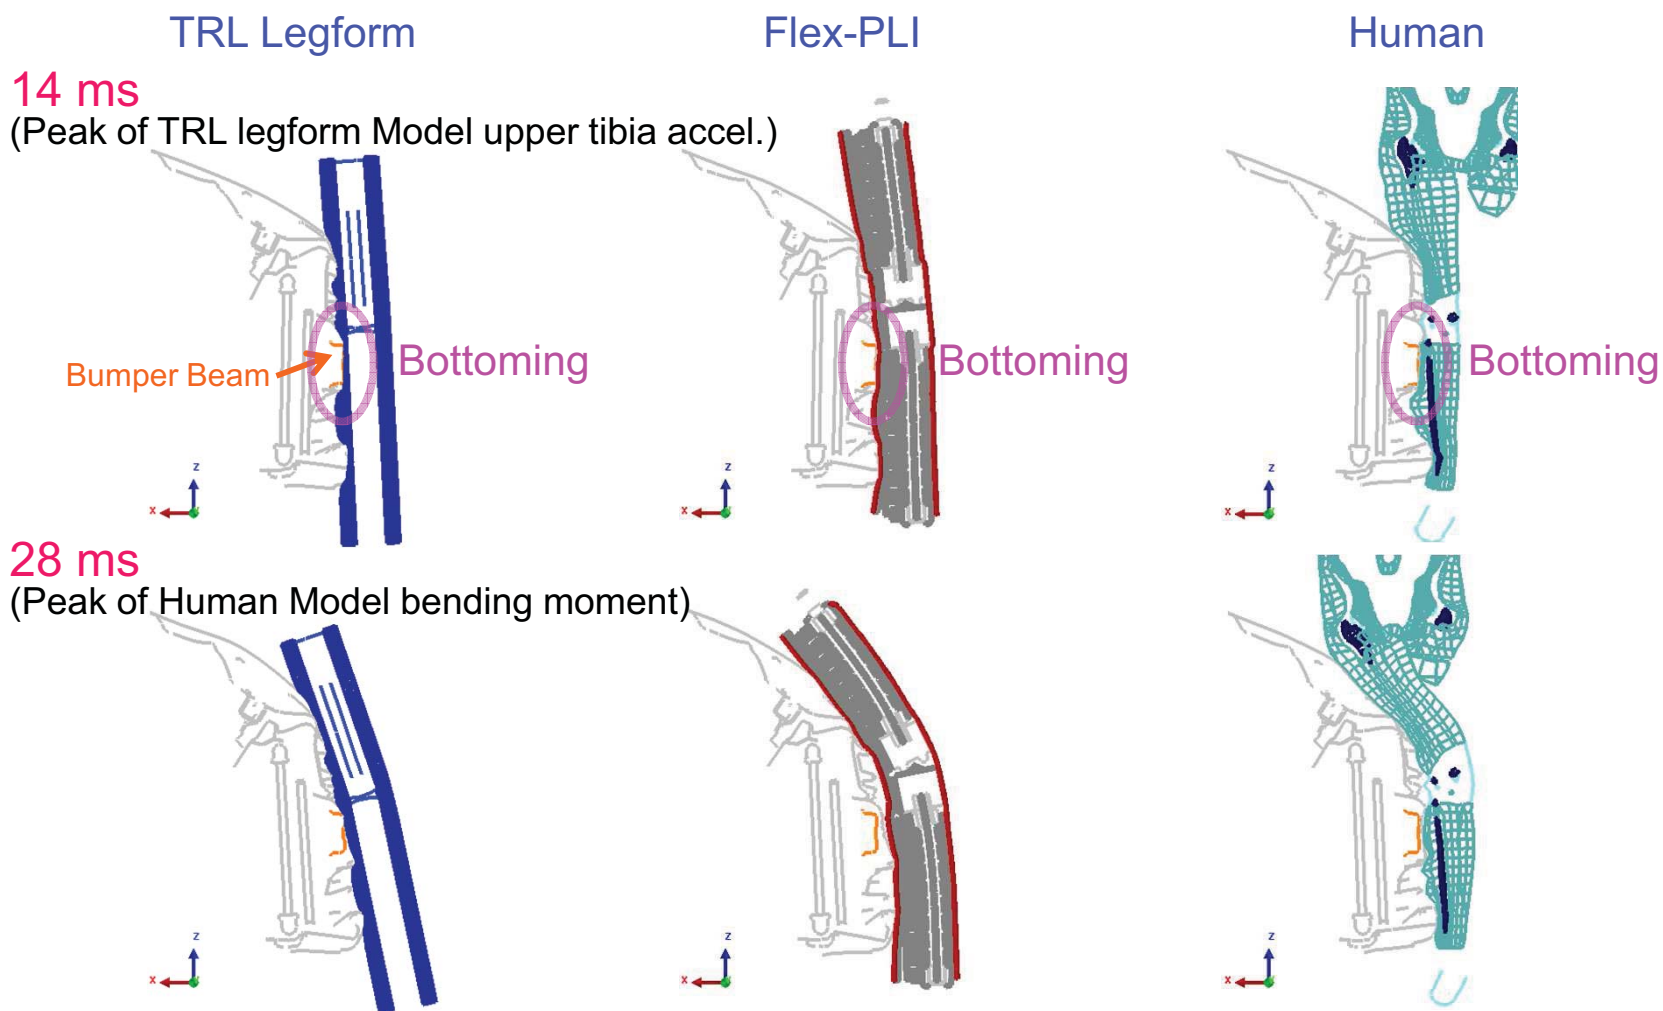 TRL Legform Flex-PLI Human
14 ms
(Peak of TRL legform Model upper tibia accel.)
Bumper Beam Bottoming Bottoming Bottoming
z z z
x x x
28 ms
(Peak of Human Model bending moment)
z z z
x x x